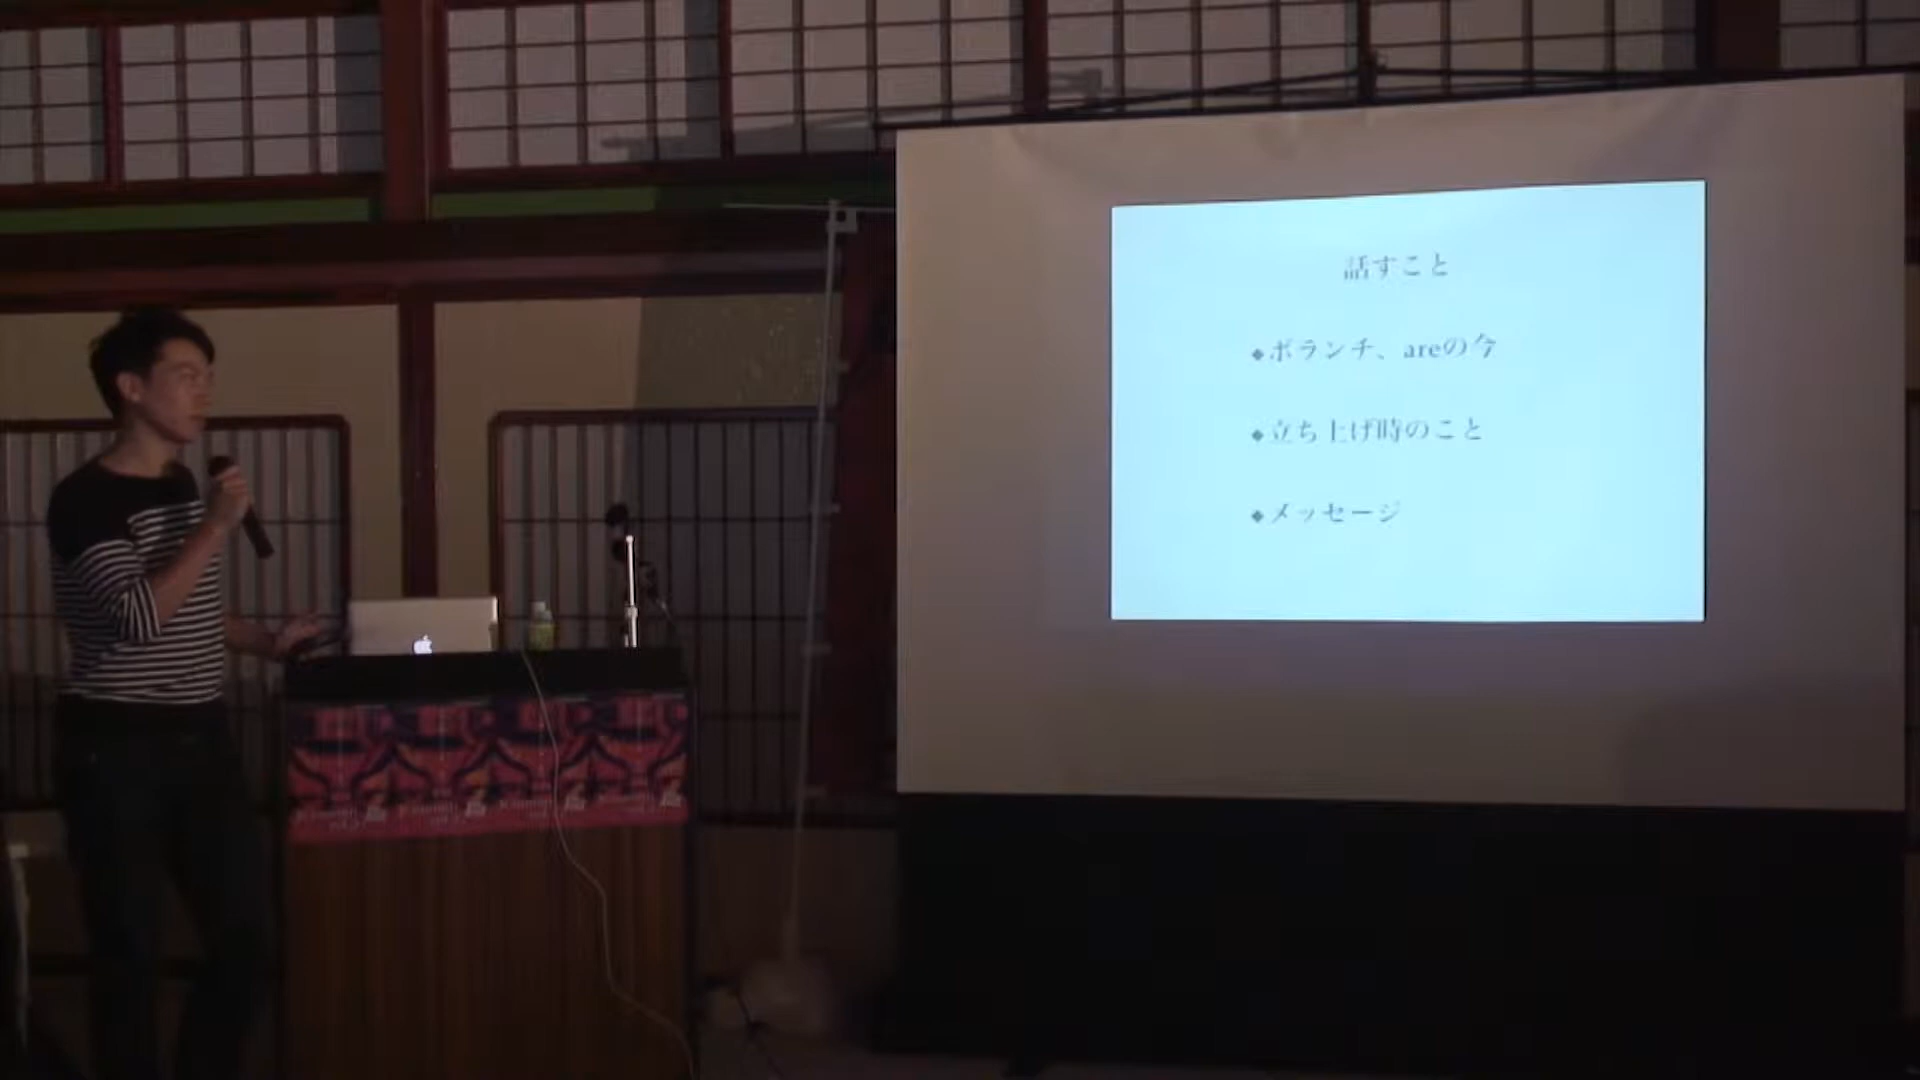 話すこと
◆ボランチ、areの今
◆立ち上げ時のこと
◆メッセージ